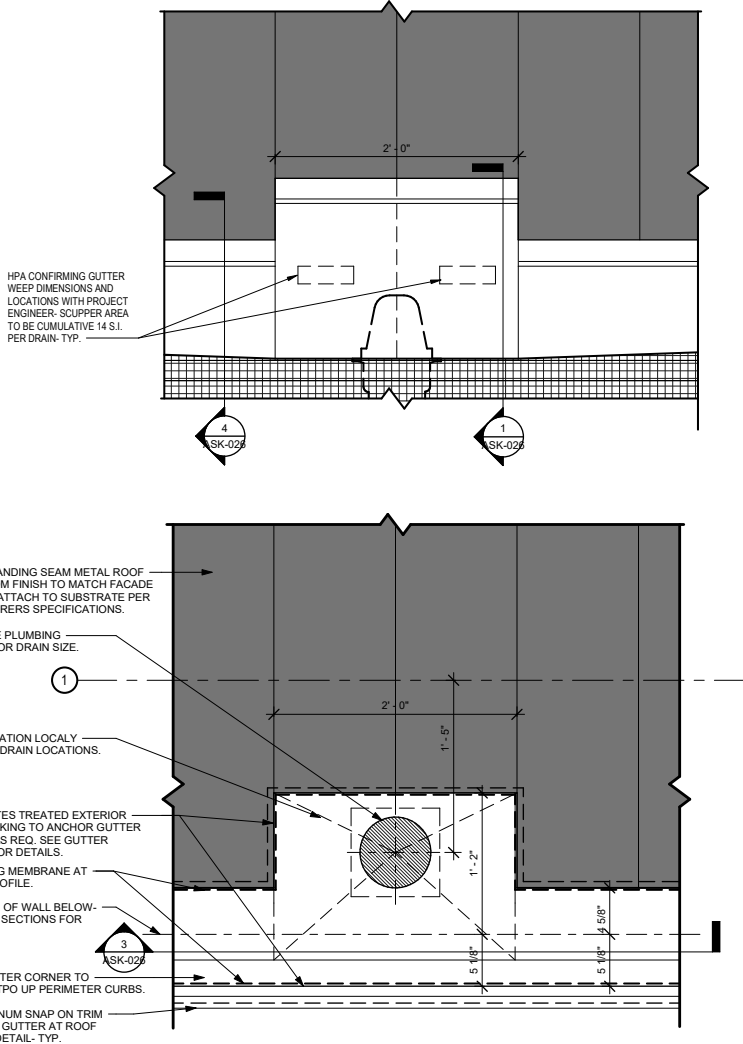 2' - 0"
HPA CONFIRMING GUTTER
WEEP DIMENSIONS AND
LOCATIONS WITH PROJECT
ENGINEER- SCUPPER AREA
TO BE CUMULATIVE 14 S.I.
PER DRAIN- TYP.
4
ASK-026
1
ASK-026
ANDING SEAM METAL ROOF
M FINISH TO MATCH FACADE
ATTACH TO SUBSTRATE PER
RERS SPECIFICATIONS.
E PLUMBING
OR DRAIN SIZE.
1
2' - 0"
1' - 5"
ATION LOCALY
DRAIN LOCATIONS.
TES TREATED EXTERIOR
KING TO ANCHOR GUTTER
S REQ. SEE GUTTER
OR DETAILS.
1' - 2"
G MEMBRANE AT
OFILE.
OF WALL BELOW-
SECTIONS FOR
4 5/8"
3
ASK-026
5 1/8"
5 1/8"
TER CORNER TO
TPO UP PERIMETER CURBS.
NUM SNAP ON TRIM
GUTTER AT ROOF
DETAIL- TYP.